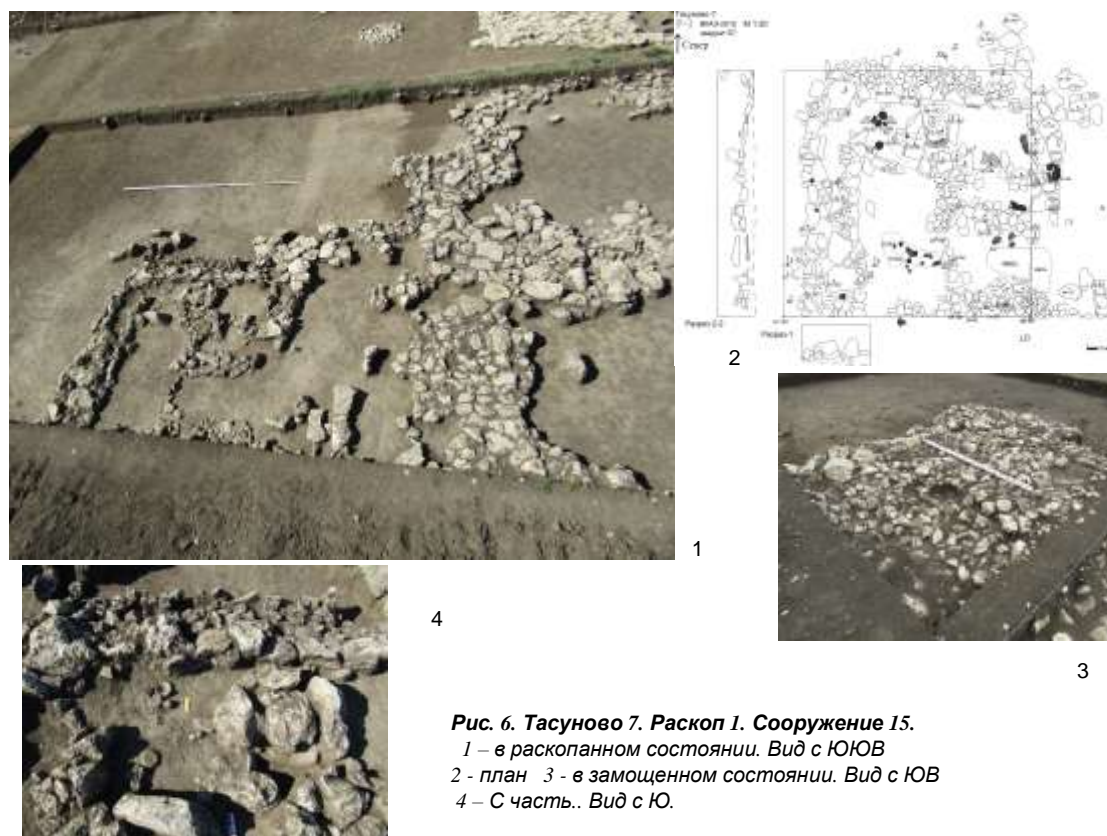 Север
2
1
4
3
Рис. 6. Тасуново 7. Раскоп 1. Сооружение 15.
1 – в раскопанном состоянии. Вид с ЮЮВ
2 - план 3 - в замощенном состоянии. Вид с ЮВ
4 – С часть.. Вид с Ю.